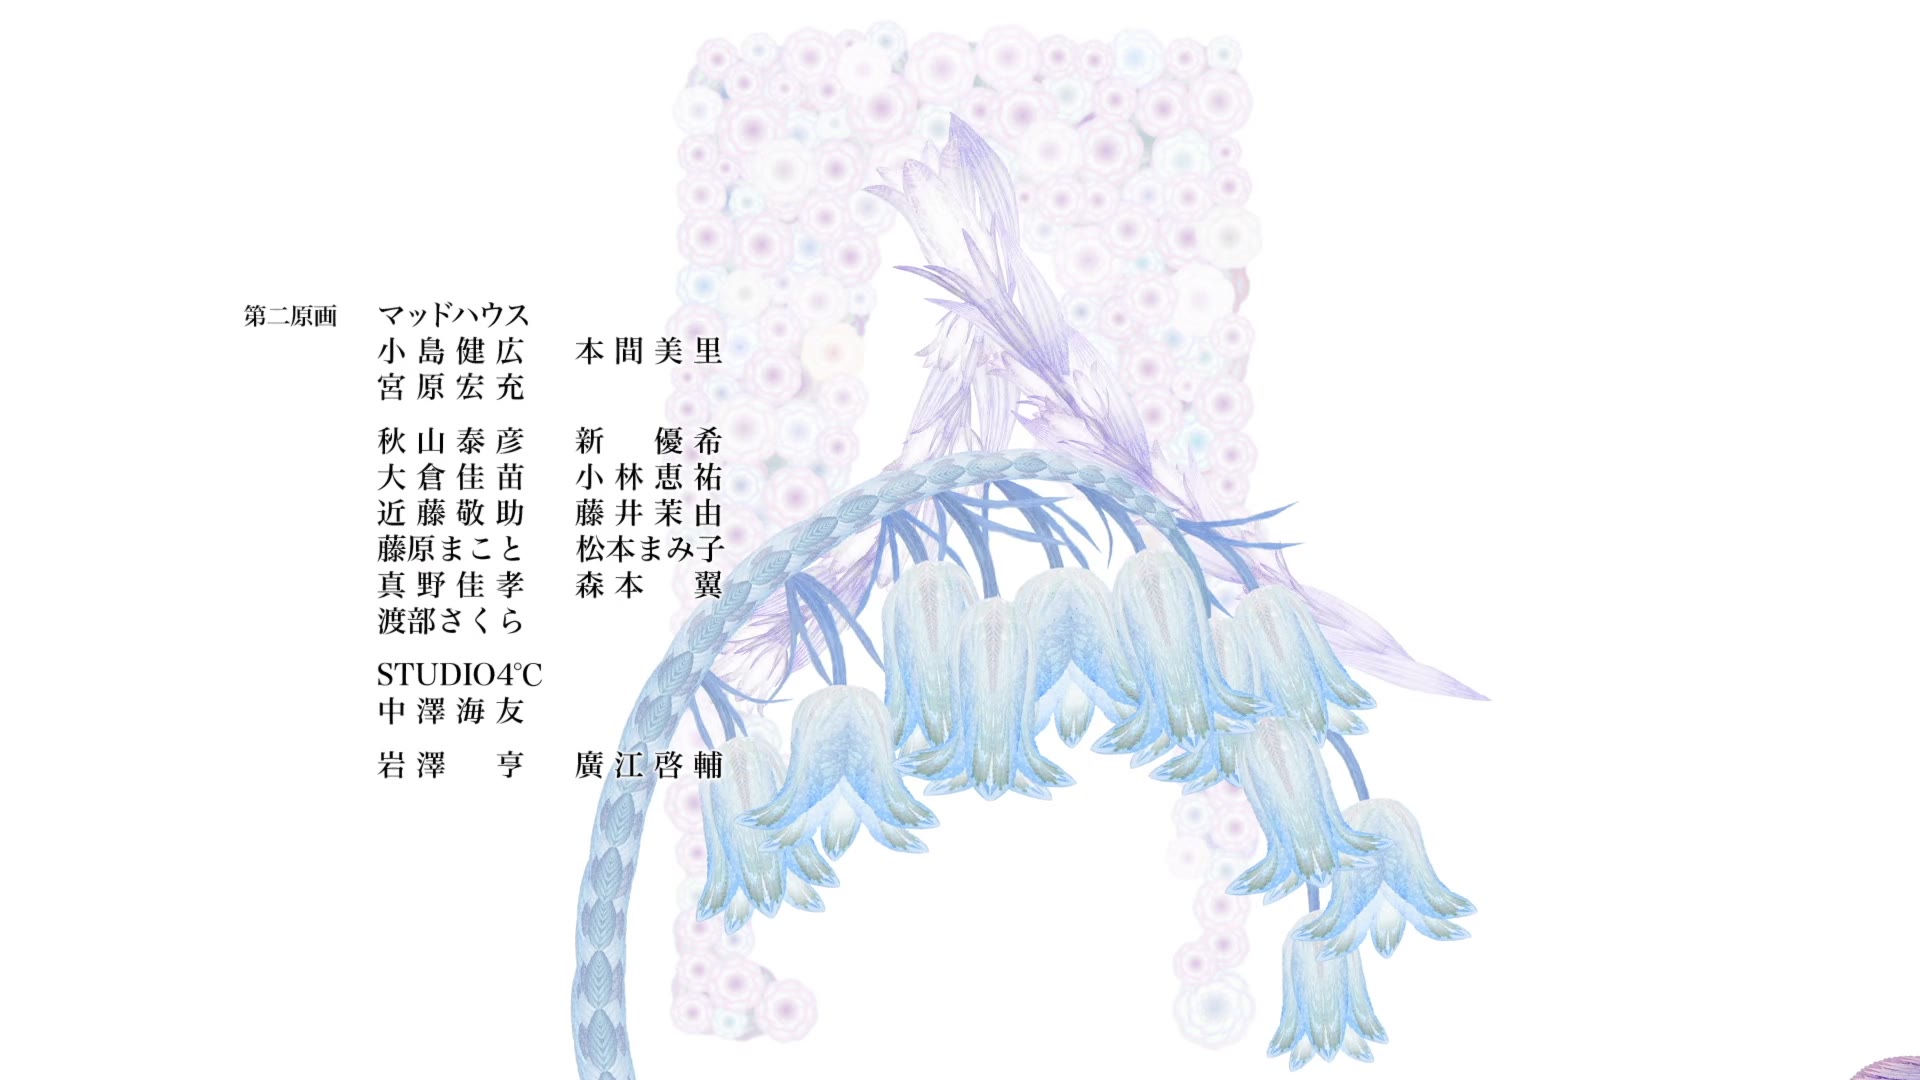 第二原画 マッドハウス
小島健広 本間美里
宮原宏充
秋山泰彦 新 優希
大倉佳苗 小林恵祐
近藤敬助 藤井茉由
藤原まこと 松本まみ子
真野佳孝 森本 翼
渡部さくら
STUDIO4℃
中澤海友
岩澤 亨 廣江啓輔